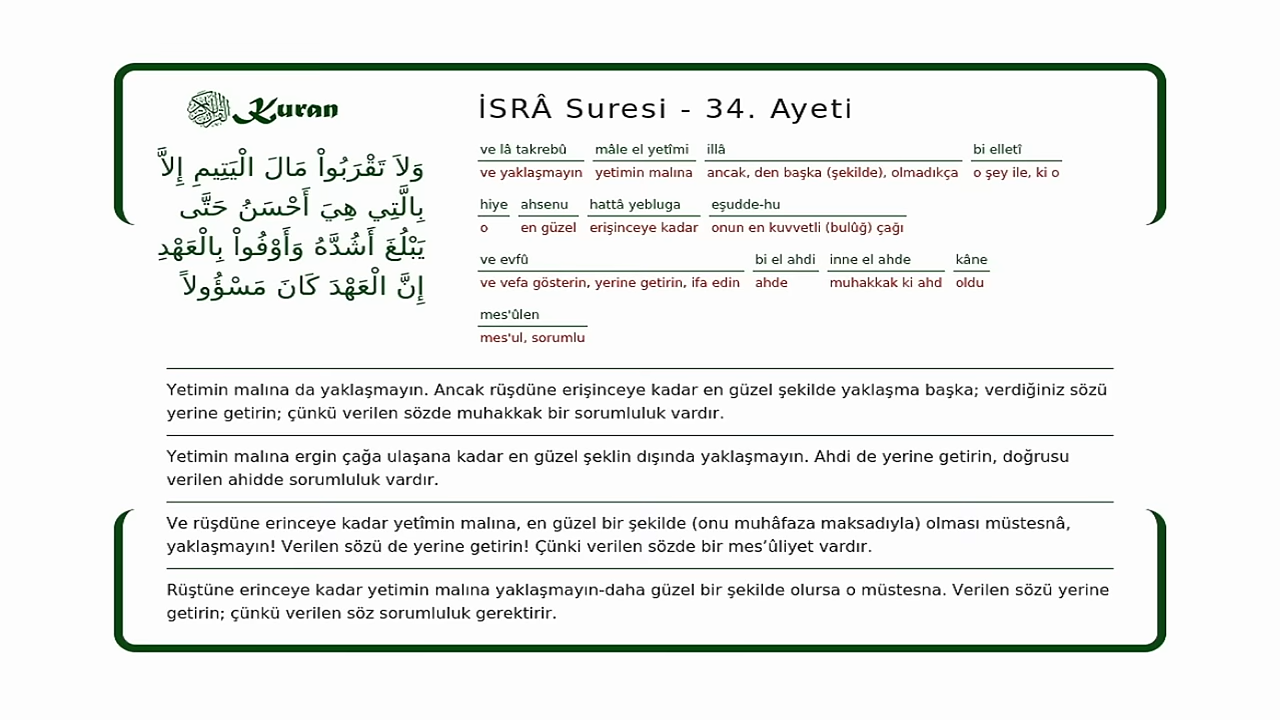 Kuran
İSRÂ Suresi - 34. Ayeti
وَلاَ تَقْرَبُواْ مَالَ الْيَتِيمِ إِلاَّ
بِالَّتِي هِيَ أَحْسَنُ حَتَّى
يَبْلُغَ أَشُدَّهُ وَأَوْفُواْ بِالْعَهْدِ
إِنَّ الْعَهْدَ كَانَ مَسْؤُولاً
ve lâ takrebû mâle el yetîmi illâ bi elletî
ve yaklaşmayın yetimin malına ancak, den başka (şekilde), olmadıkça o şey ile, ki o
hiye ahsenu hattâ yebluga eşudde-hu
o en güzel erişinceye kadar onun en kuvvetli (bulûğ) çağı
ve evfû bi el ahdi inne el ahde kâne
ve vefa gösterin, yerine getirin, ifa edin ahde muhakkak ki ahd oldu
mes'ûlen
mes'ul, sorumlu
Yetimin malına da yaklaşmayın. Ancak rüşdüne erişinceye kadar en güzel şekilde yaklaşma başka; verdiğiniz sözü
yerine getirin; çünkü verilen sözde muhakkak bir sorumluluk vardır.
Yetimin malına ergin çağa ulaşana kadar en güzel şeklin dışında yaklaşmayın. Ahdi de yerine getirin, doğrusu
verilen ahidde sorumluluk vardır.
Ve rüşdüne erinceye kadar yetîmin malına, en güzel bir şekilde (onu muhâfaza maksadıyla) olması müstesnâ,
yaklaşmayın! Verilen sözü de yerine getirin! Çünki verilen sözde bir mes’ûliyet vardır.
Rüştüne erinceye kadar yetimin malına yaklaşmayın-daha güzel bir şekilde olursa o müstesna. Verilen sözü yerine
getirin; çünkü verilen söz sorumluluk gerektirir.